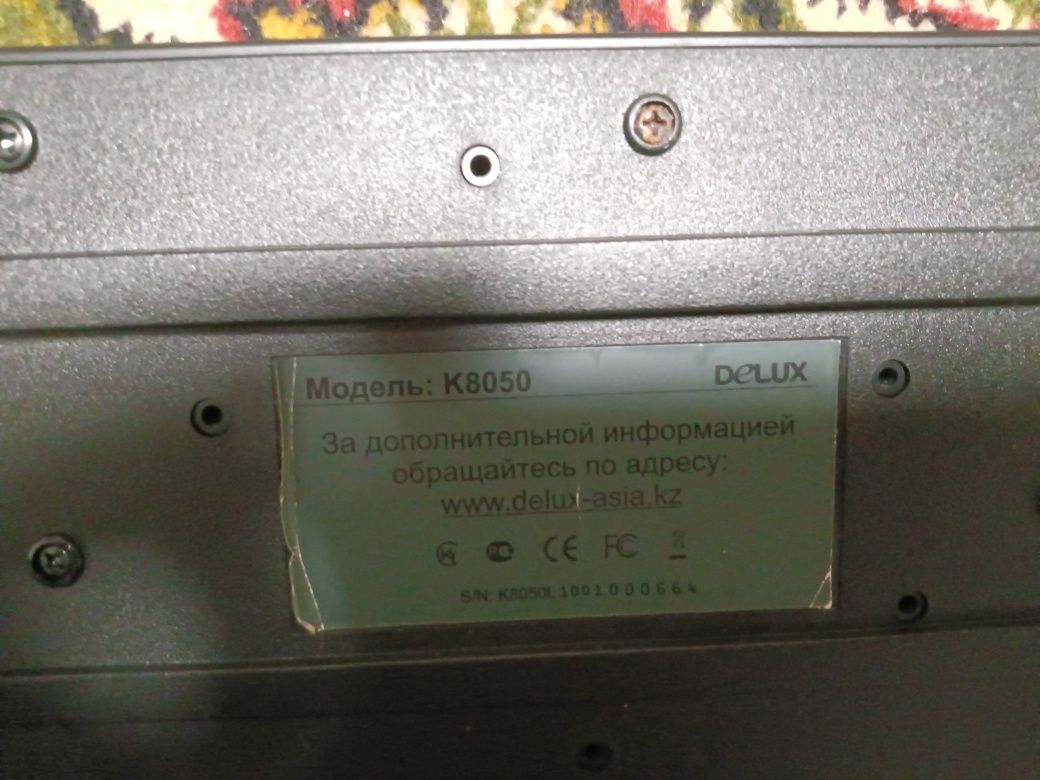 Модель: K8050 DeLUX
За дополнительной информацией
обращайтесь по адресу:
www.delux-asia.kz
CE FC
S/N: K8050L1001000664